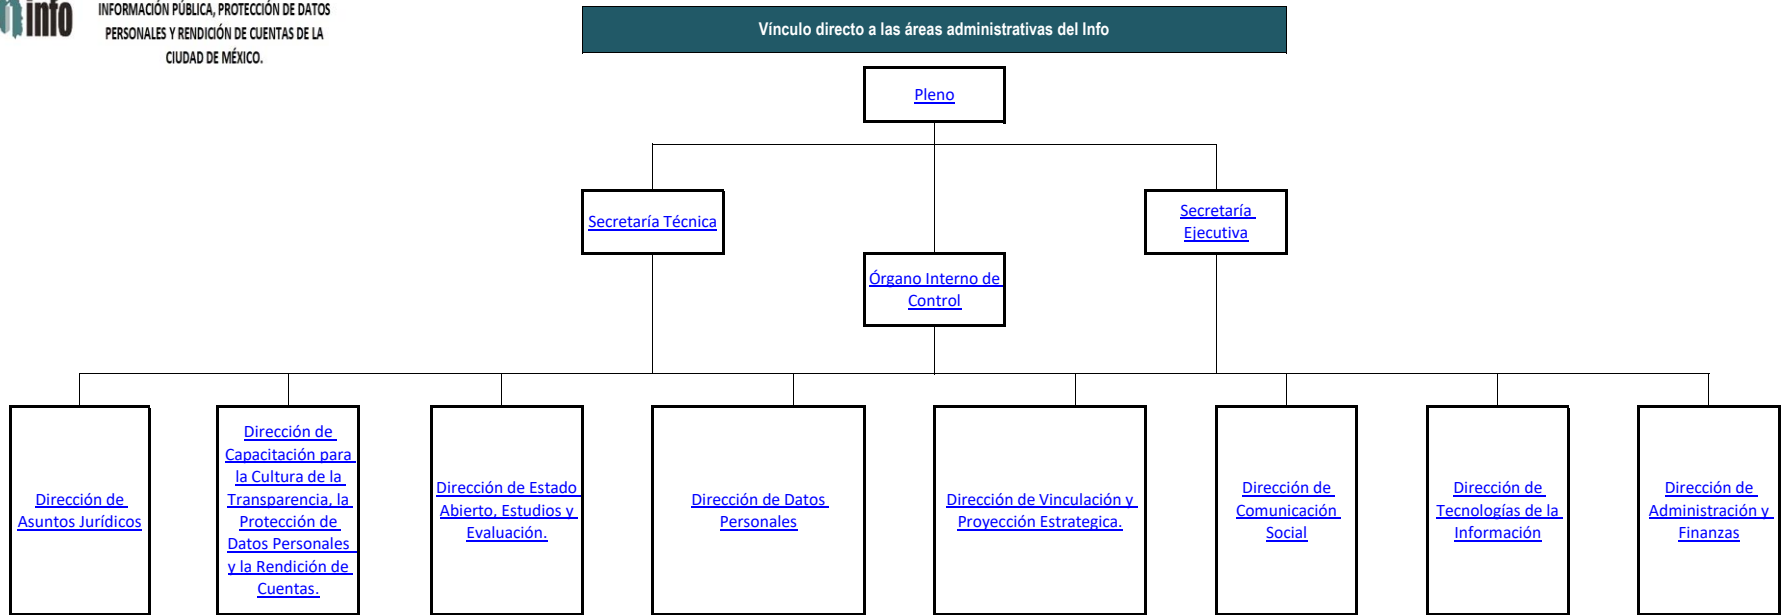 info
INFORMACIÓN PÚBLICA, PROTECCIÓN DE DATOS
PERSONALES Y RENDICIÓN DE CUENTAS DE LA
CIUDAD DE MÉXICO.
Vínculo directo a las áreas administrativas del Info
Pleno
Secretaría Técnica
Secretaría
Ejecutiva
Órgano Interno de
Control
Dirección de
Asuntos Jurídicos
Dirección de
Capacitación para
la Cultura de la
Transparencia, la
Protección de
Datos Personales
y la Rendición de
Cuentas.
Dirección de Estado
Abierto, Estudios y
Evaluación.
Dirección de Datos
Personales
Dirección de Vinculación y
Proyección Estrategica.
Dirección de
Comunicación
Social
Dirección de
Tecnologías de la
Información
Dirección de
Administración y
Finanzas